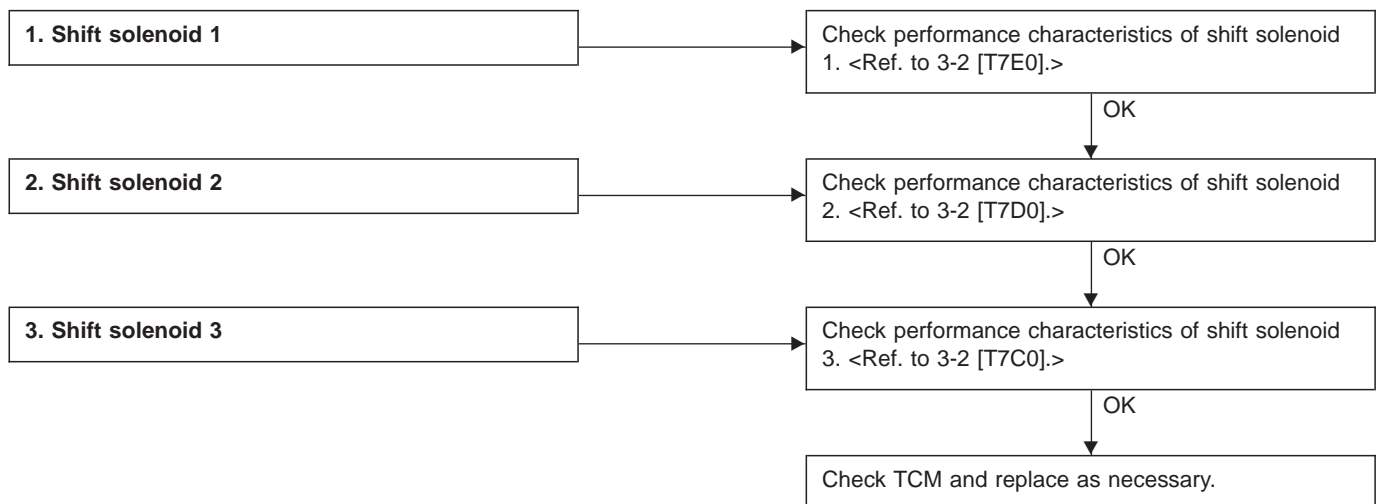 1. Shift solenoid 1
Check performance characteristics of shift solenoid
1. <Ref. to 3-2 [T7E0].>
OK
2. Shift solenoid 2
Check performance characteristics of shift solenoid
2. <Ref. to 3-2 [T7D0].>
OK
3. Shift solenoid 3
Check performance characteristics of shift solenoid
3. <Ref. to 3-2 [T7C0].>
OK
Check TCM and replace as necessary.